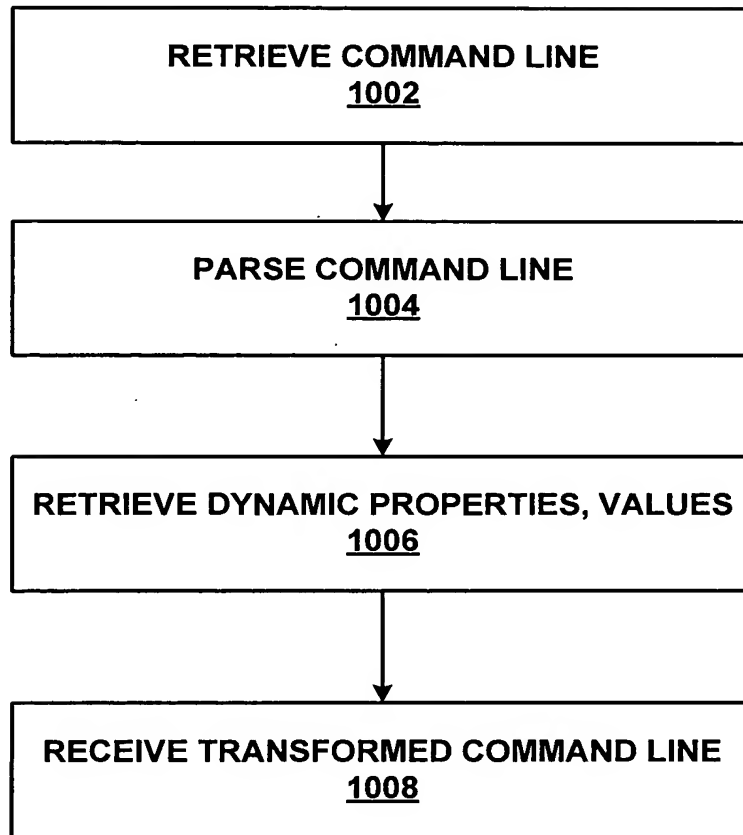 RETRIEVE COMMAND LINE
1002
PARSE COMMAND LINE
1004
RETRIEVE DYNAMIC PROPERTIES, VALUES
1006
RECEIVE TRANSFORMED COMMAND LINE
1008